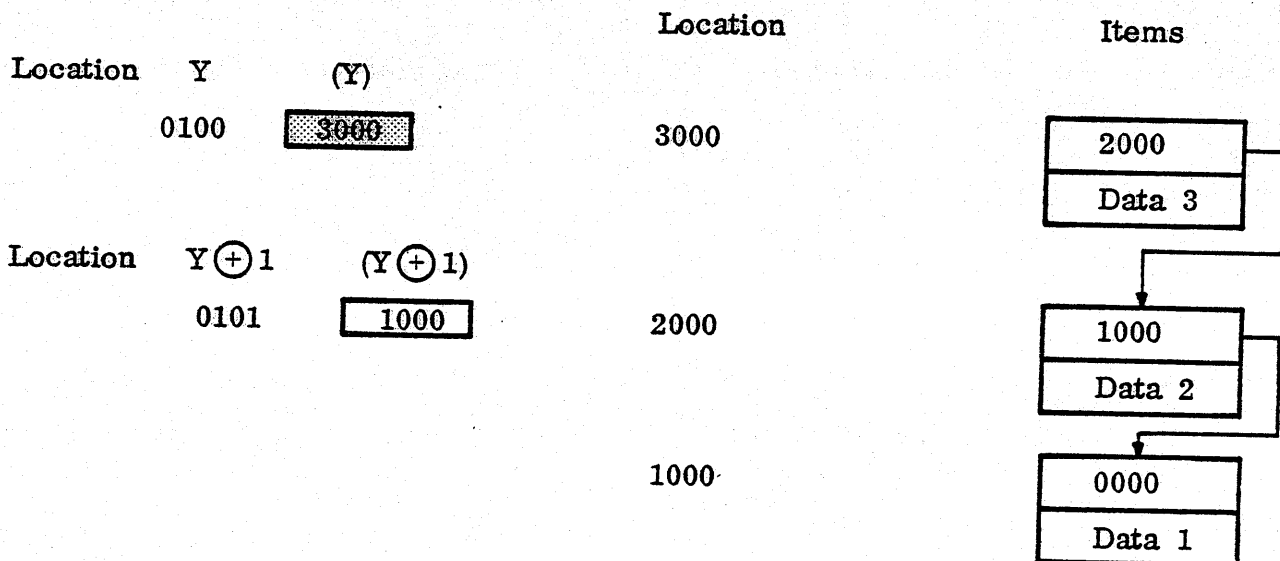 Location Items
Location Y (Y)
0100 3000 3000 2000
Data 3
Location Y ⊕ 1 (Y ⊕ 1)
0101 1000 2000 1000
Data 2
1000 0000
Data 1